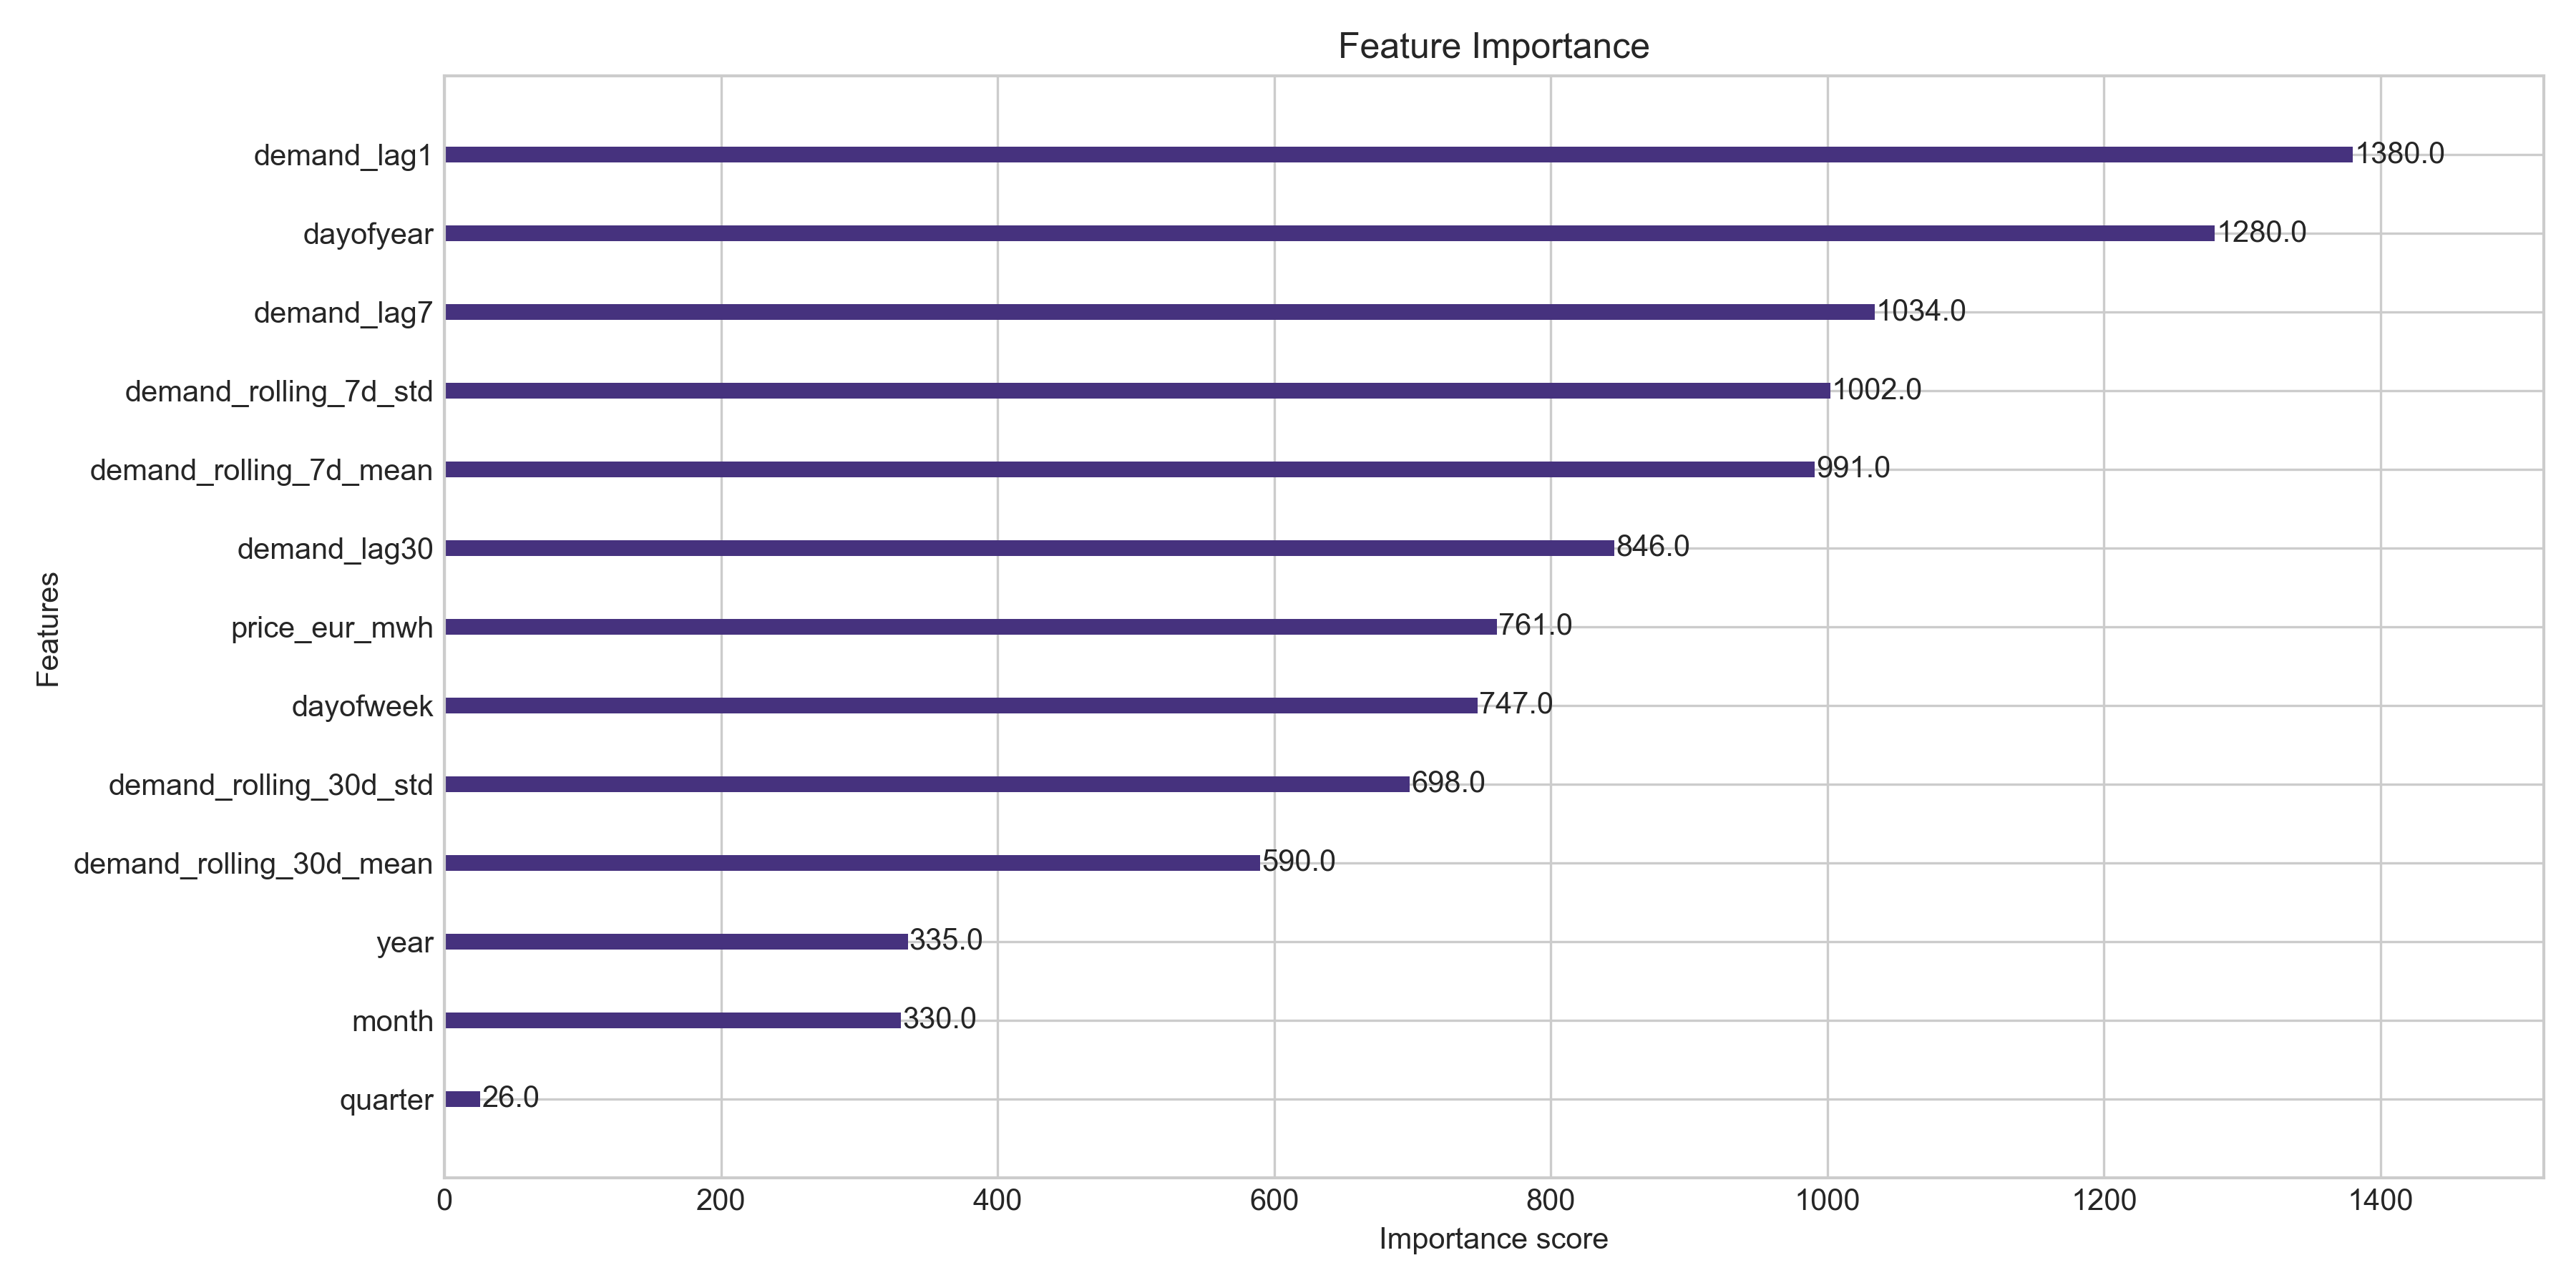 Feature Importance
demand_lag1 1380.0
dayofyear 1280.0
demand_lag7 1034.0
demand_rolling_7d_std 1002.0
demand_rolling_7d_mean 991.0
demand_lag30 846.0
price_eur_mwh 761.0
dayofweek 747.0
demand_rolling_30d_std 698.0
demand_rolling_30d_mean 590.0
year 335.0
month 330.0
quarter 26.0
Features
0 200 400 600 800 1000 1200 1400
Importance score